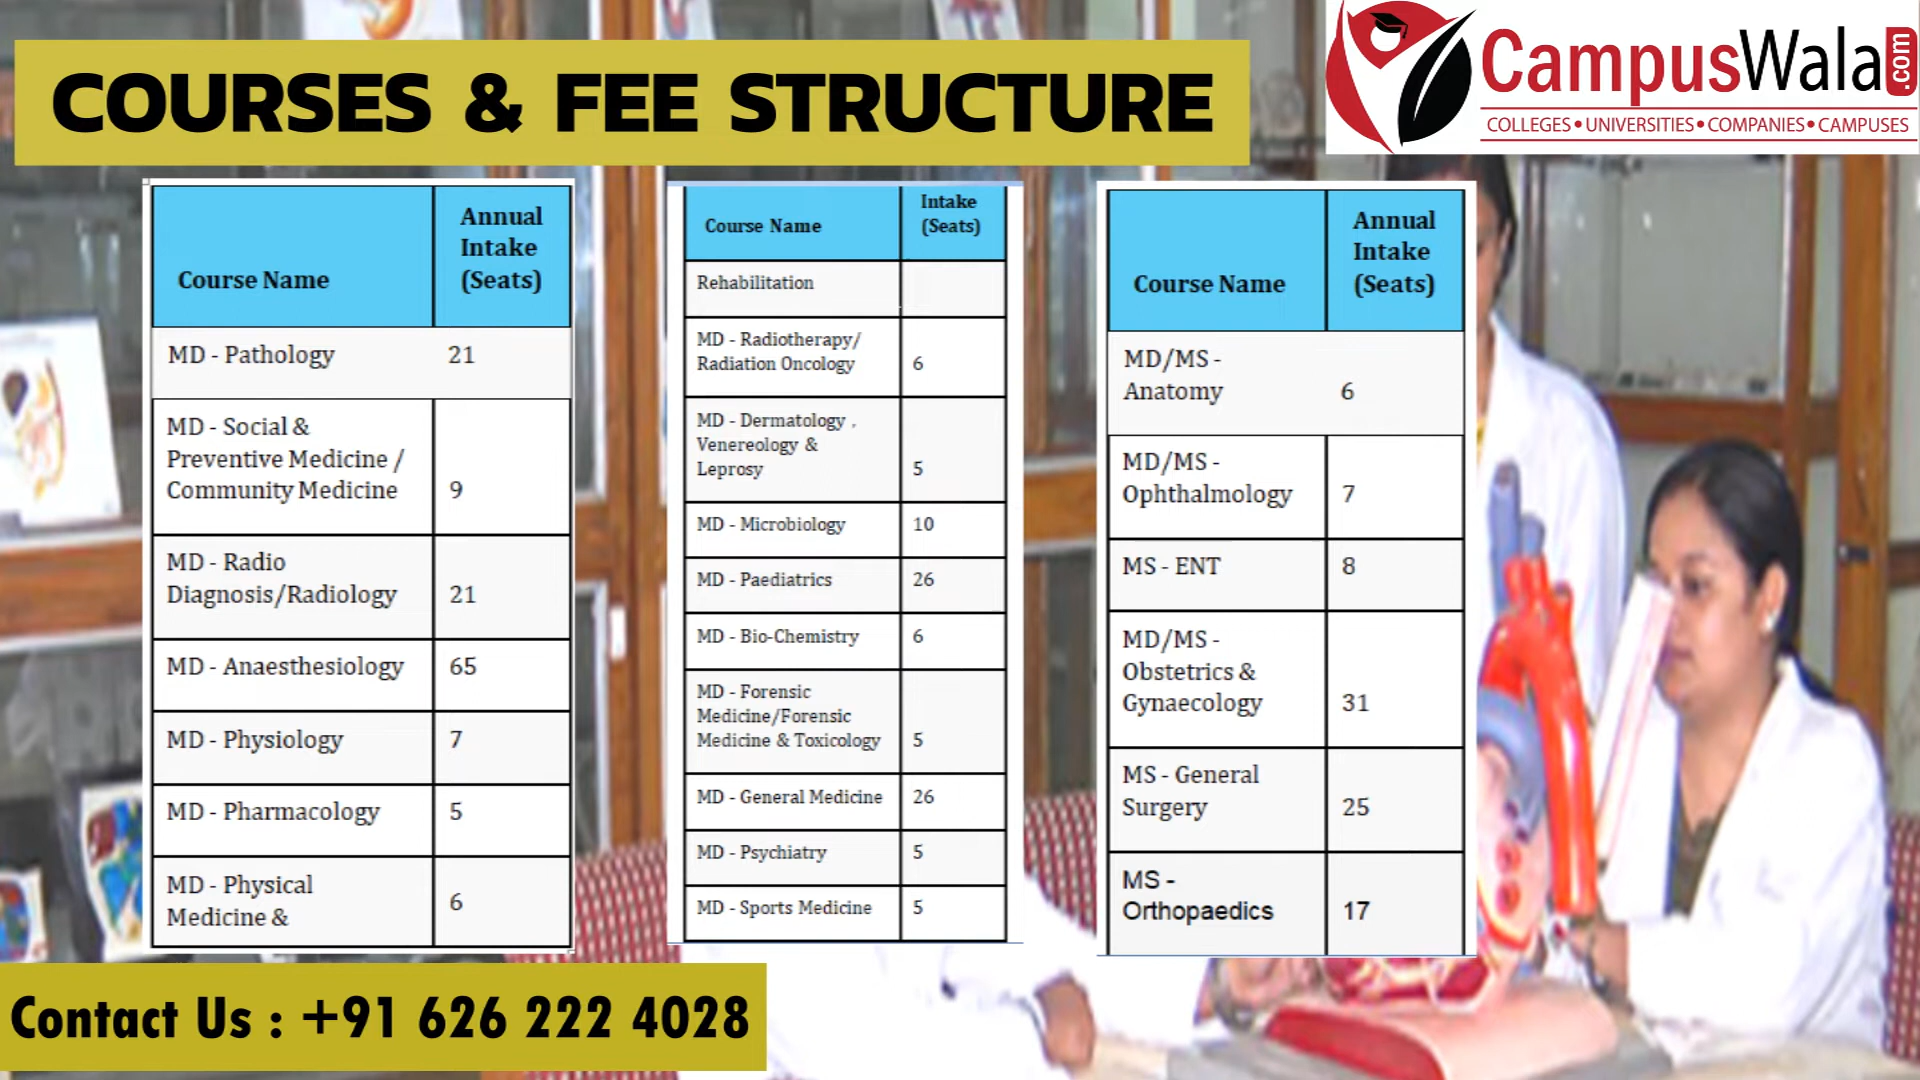 COURSES & FEE STRUCTURE
CampusWala.com
COLLEGES•UNIVERSITIES•COMPANIES•CAMPUSES
Course Name Annual Intake (Seats)
MD - Pathology 21
MD - Social &
Preventive Medicine /
Community Medicine 9
MD - Radio
Diagnosis/Radiology 21
MD - Anaesthesiology 65
MD - Physiology 7
MD - Pharmacology 5
MD - Physical
Medicine & 6
Course Name Intake (Seats)
Rehabilitation
MD - Radiotherapy/
Radiation Oncology 6
MD - Dermatology ,
Venereology &
Leprosy 5
MD - Microbiology 10
MD - Paediatrics 26
MD - Bio-Chemistry 6
MD - Forensic
Medicine/Forensic
Medicine & Toxicology 5
MD - General Medicine 26
MD - Psychiatry 5
MD - Sports Medicine 5
Course Name Annual Intake (Seats)
MD/MS -
Anatomy 6
MD/MS -
Ophthalmology 7
MS - ENT 8
MD/MS -
Obstetrics &
Gynaecology 31
MS - General
Surgery 25
MS -
Orthopaedics 17
Contact Us : +91 626 222 4028